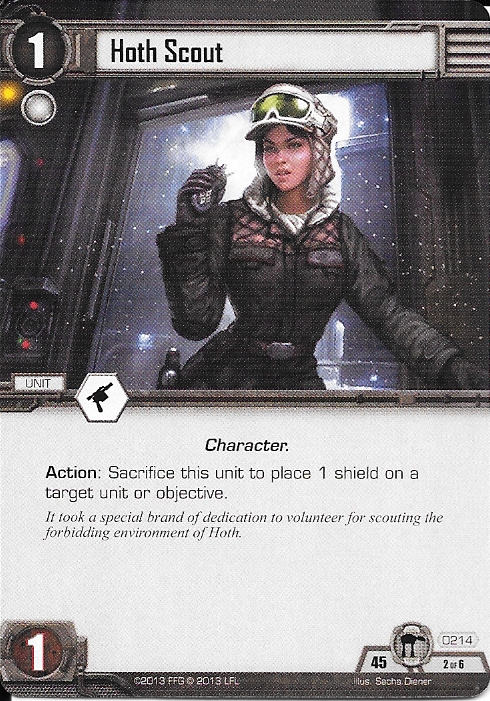 1
Hoth Scout
UNIT
Character.
Action: Sacrifice this unit to place 1 shield on a
target unit or objective.
It took a special brand of dedication to volunteer for scouting the
forbidding environment of Hoth.
1
45
0214
2 OF 6
©2013 FFG © 2013 LFL
Illus. Sacha Diener